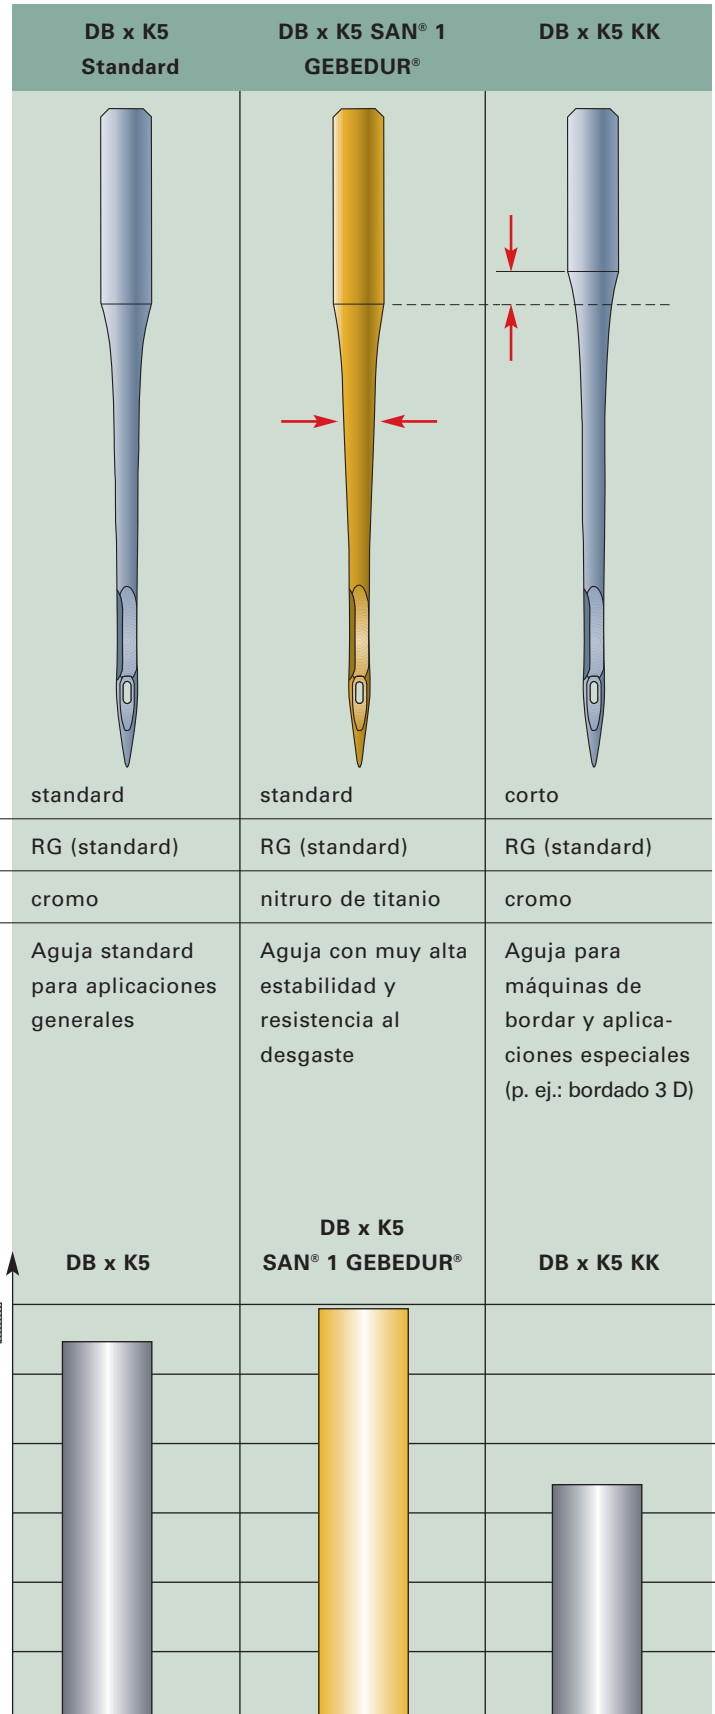 DB x K5
Standard
DB x K5 SAN® 1
GEBEDUR®
DB x K5 KK
standard
standard
corto
RG (standard)
RG (standard)
RG (standard)
cromo
nitruro de titanio
cromo
Aguja standard
para aplicaciones
generales
Aguja con muy alta
estabilidad y
resistencia al
desgaste
Aguja para
máquinas de
bordar y aplica-
ciones especiales
(p. ej.: bordado 3 D)
DB x K5
DB x K5
SAN® 1 GEBEDUR®
DB x K5 KK